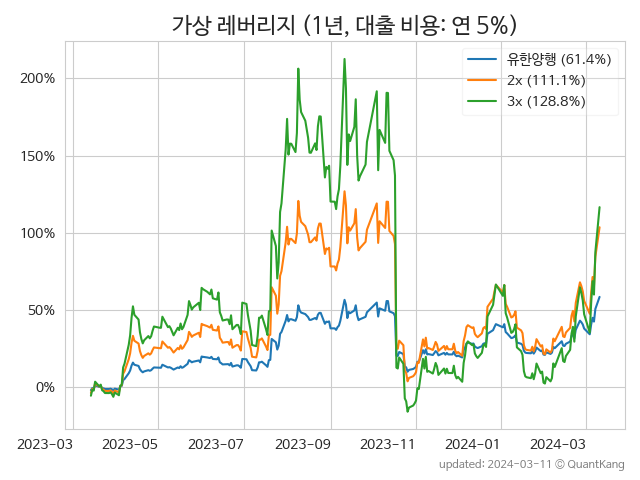 가상 레버리지 (1년, 대출 비용: 연 5%)
유한양행 (61.4%)
2x (111.1%)
3x (128.8%)
200%
150%
100%
50%
0%
2023-03 2023-05 2023-07 2023-09 2023-11 2024-01 2024-03
updated: 2024-03-11 © QuantKang